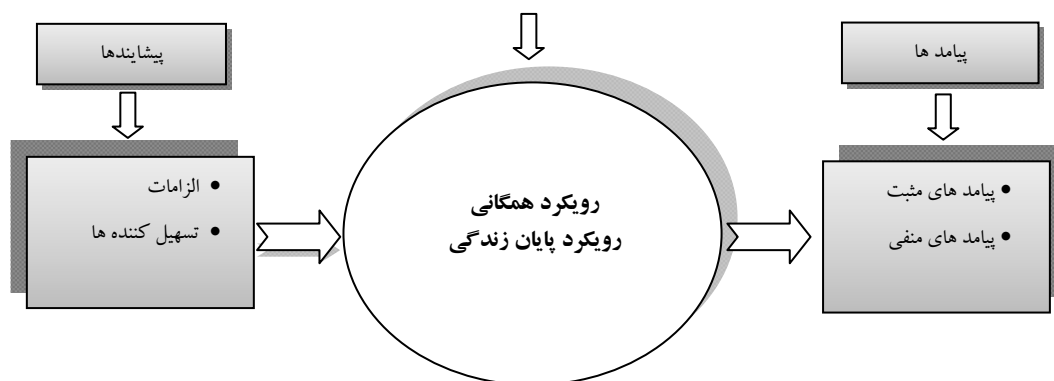 پیشایندها
پیامد ها
• الزامات
• تسهیل کننده ها
رویکرد همگانی
رویکرد پایان زندگی
• پیامد های مثبت
• پیامد های منفی